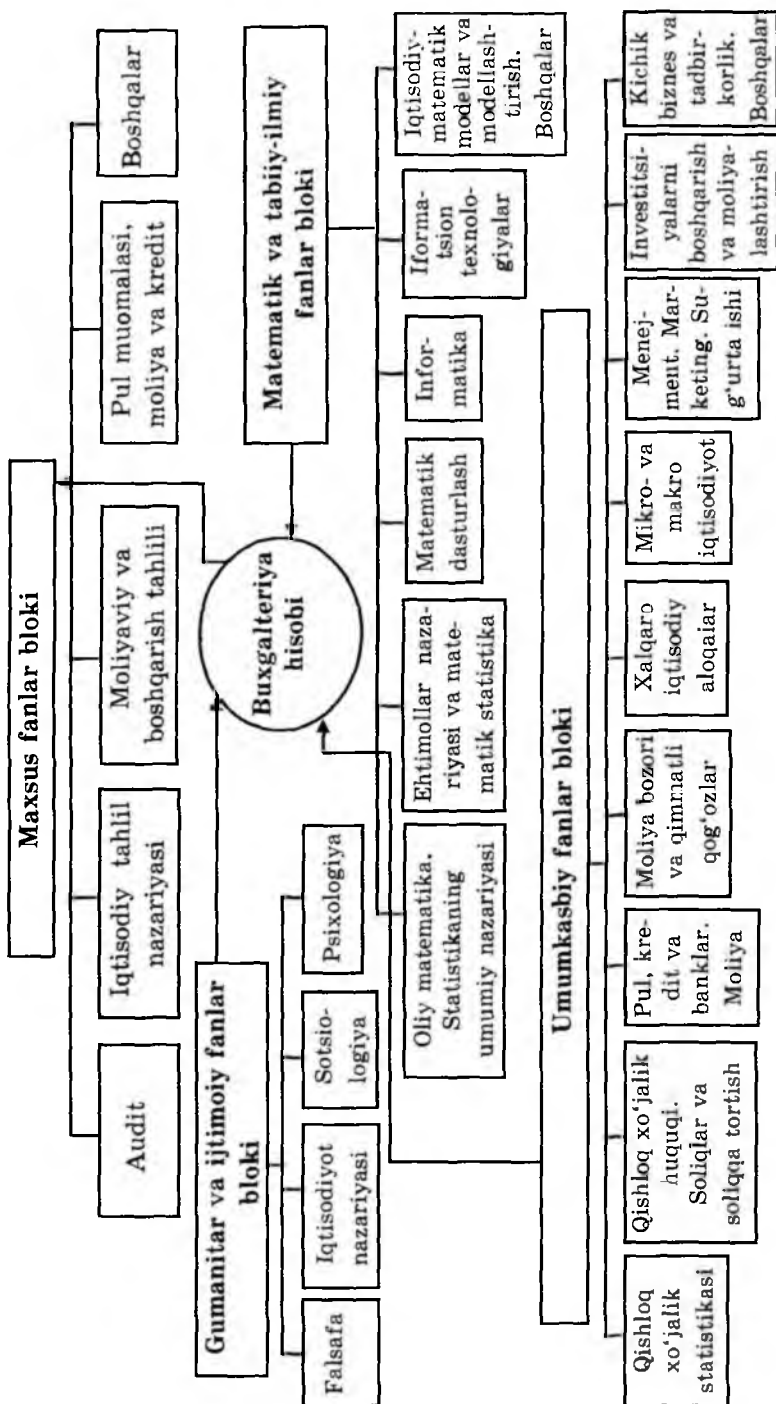 Maxsus fanlar bloki
Audit
Iqtisodiy tahlil
nazariyasi
Moliyaviy va
boshqarish tahlili
Pul muomalasi,
moliya va kredit
Boshqalar
Gumanitar va ijtimoiy fanlar
bloki
Falsafa
Iqtisodiyot
nazariyasi
Sotsio-
logiya
Psixologiya
Buxgalteriya
hisobi
Matematik va tabiiy-ilmiy
fanlar bloki
Oliy matematika.
Statistikaning
umumiy nazariyasi
Ehtimollar naza-
riyasi va mate-
matik statistika
Matematik
dasturlash
Infor-
matika
Iforma-
tsion
texnolo-
giyalar
Iqtisodiy-
matematik
modellar va
modellash-
tirish.
Boshqalar
Umumkasbiy fanlar bloki
Qishloq
xo‘jalik
statistikasi
Qishloq xo‘jalik
huquqi.
Soliqlar va
soliqqa tortish
Pul, kre-
dit va
banklar.
Moliya
Moliya bozori
va qimmatli
qog‘ozlar
Xalqaro
iqtisodiy
aloqaiar
Mikro- va
makro
iqtisodiyot
Menej-
ment. Mar-
keting. Su-
g‘urta ishi
Investitsi-
yalarni
boshqarish
va moliya-
lashtirish
Kichik
biznes va
tadbir-
korlik.
Boshqalar